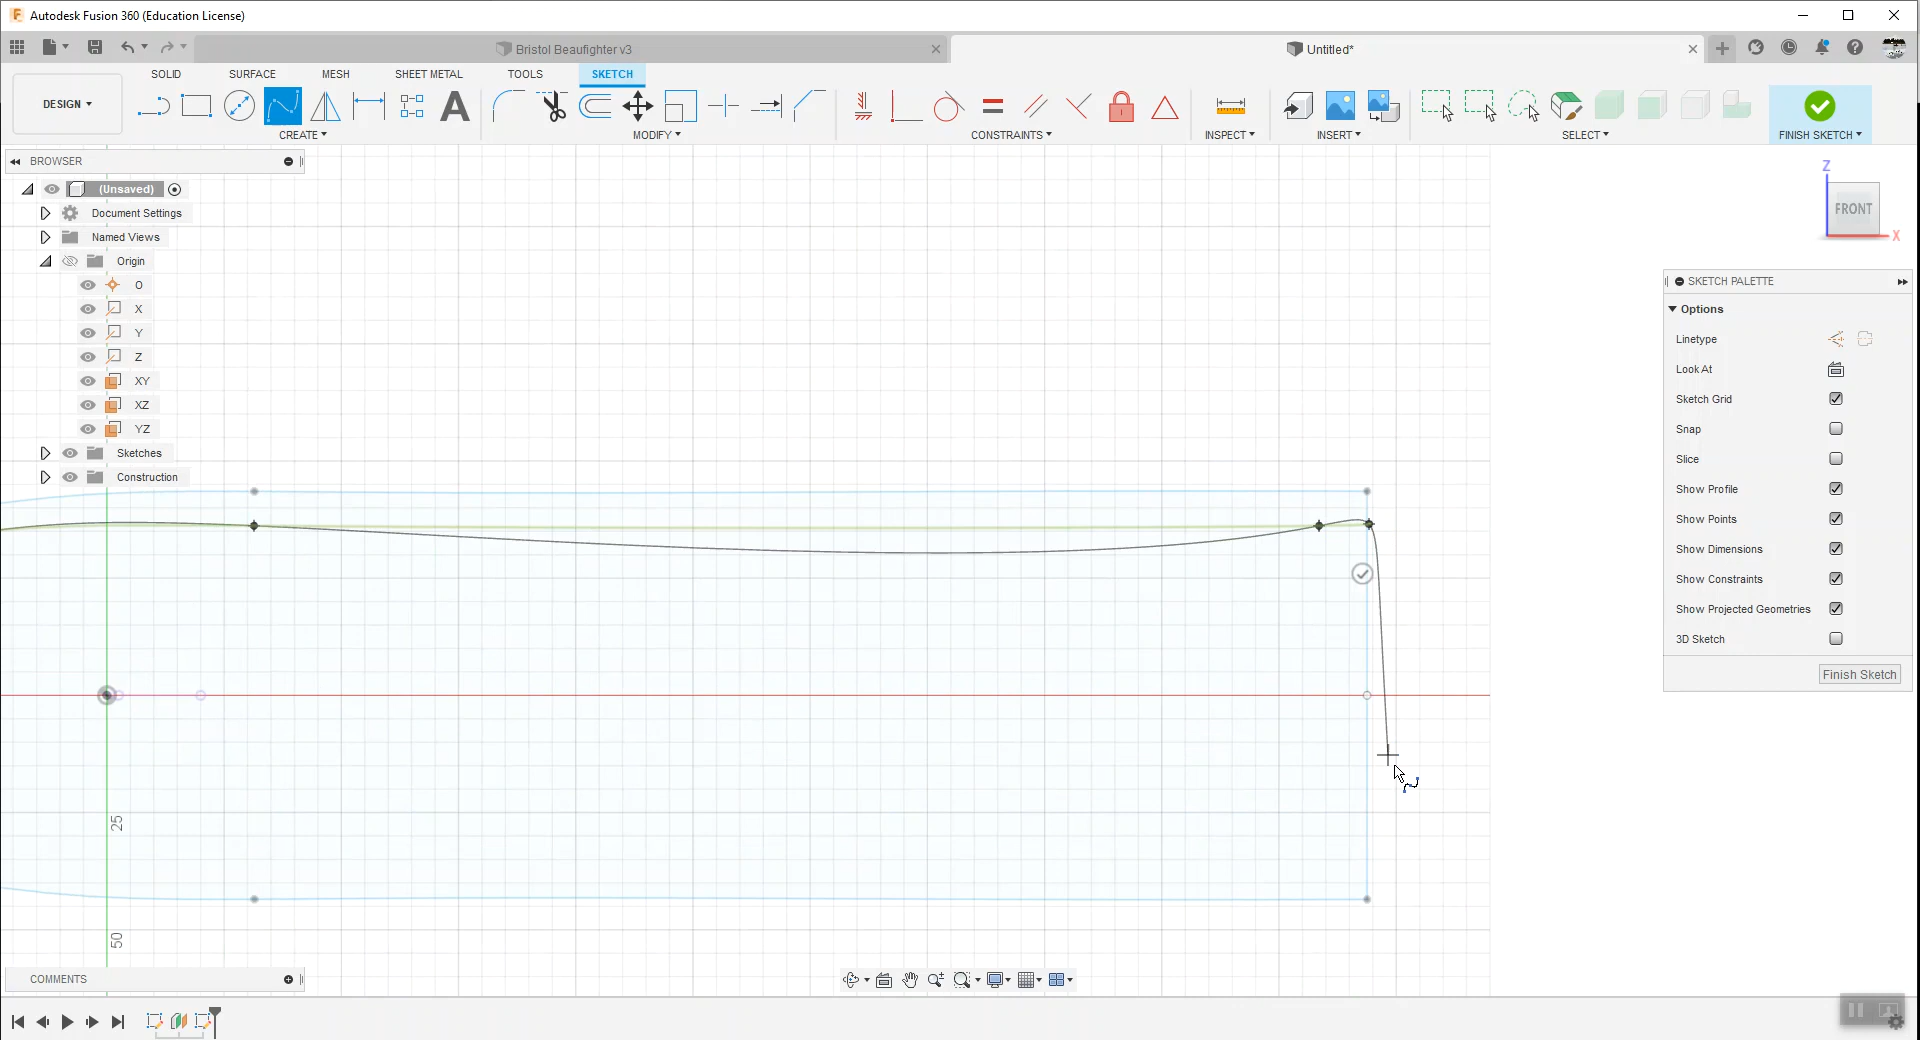 Autodesk Fusion 360 (Education License)
Bristol Beaufighter v3
Untitled*
SOLID SURFACE MESH SHEET METAL TOOLS SKETCH
DESIGN
CREATE MODIFY CONSTRAINTS INSPECT INSERT SELECT FINISH SKETCH
BROWSER
(Unsaved)
Document Settings
Named Views
Origin
O
X
Y
Z
XY
XZ
YZ
Sketches
Construction
Z
FRONT
X
SKETCH PALETTE
Options
Linetype
Look At
Sketch Grid
Snap
Slice
Show Profile
Show Points
Show Dimensions
Show Constraints
Show Projected Geometries
3D Sketch
Finish Sketch
25
50
COMMENTS